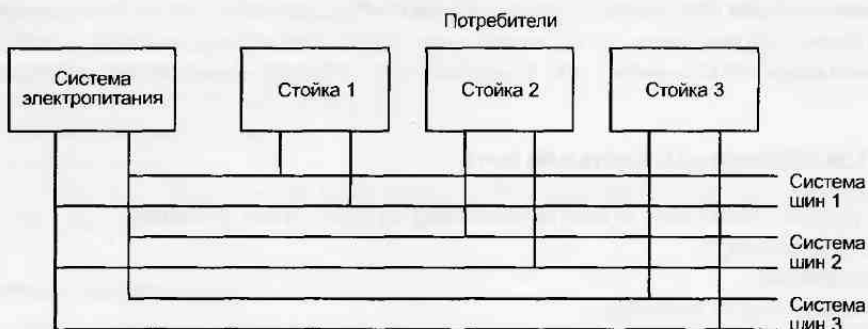 Потребители
Система
электропитания
Стойка 1
Стойка 2
Стойка 3
Система
шин 1
Система
шин 2
Система
шин 3